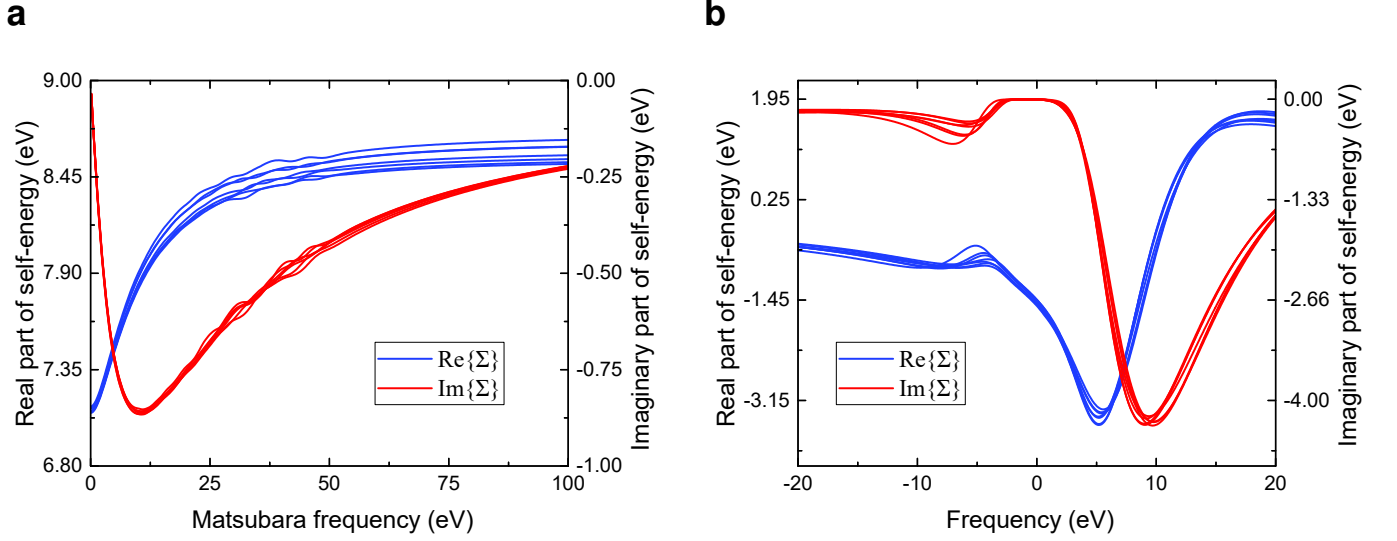 a
9.00
8.45
7.90
7.35
6.80
Real part of self-energy (eV)
0.00
-0.25
-0.50
-0.75
-1.00
Imaginary part of self-energy (eV)
Re{Σ}
Im{Σ}
0 25 50 75 100
Matsubara frequency (eV)
b
1.95
0.25
-1.45
-3.15
Real part of self-energy (eV)
0.00
-1.33
-2.66
-4.00
Imaginary part of self-energy (eV)
Re{Σ}
Im{Σ}
-20 -10 0 10 20
Frequency (eV)